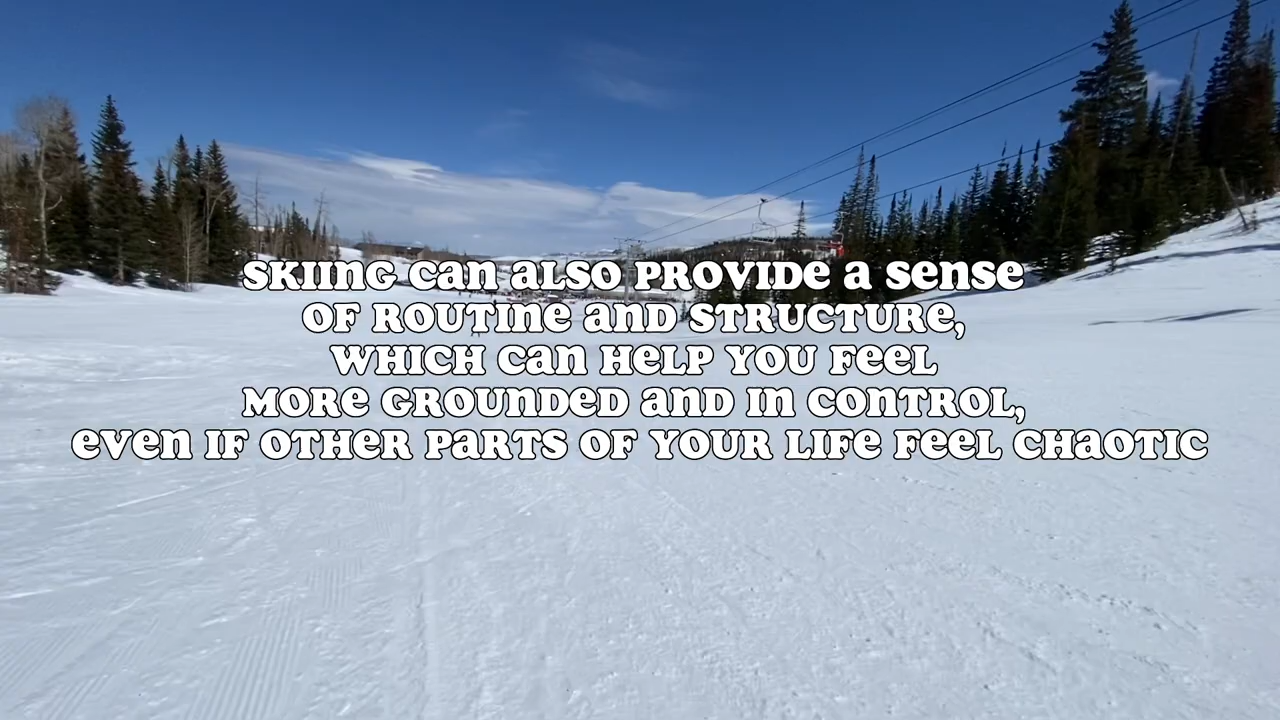 SKIING can aLSO PROVIDe a sense
OF ROUTIne anD STRUCTURe,
WHICH can HeLP YOU FeeL
MORe GROUnDeD anD In COnTROL,
even IF OTHeR PaRTS OF YOUR LIFe FeeL CHaOTIC